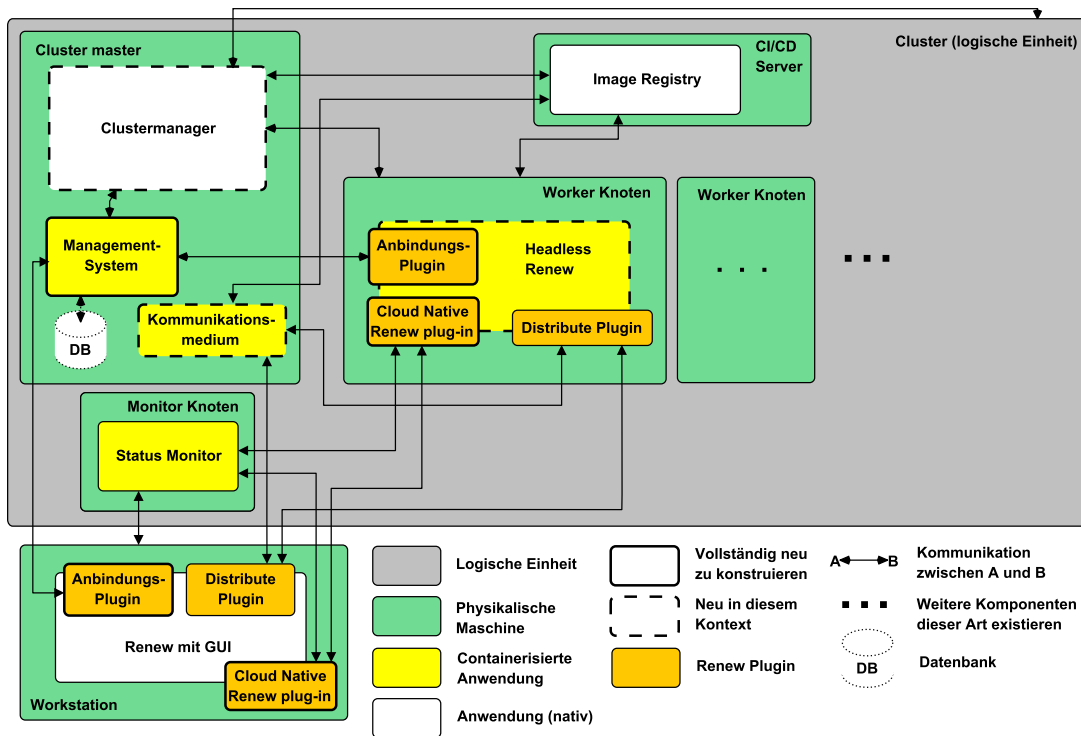 Cluster (logische Einheit)
Cluster master
Clustermanager
Management-
System
DB
Kommunikations-
medium
CI/CD
Server
Image Registry
Worker Knoten
Anbindungs-
Plugin
Headless
Renew
Cloud Native
Renew plug-in
Distribute Plugin
Worker Knoten
Monitor Knoten
Status Monitor
Anbindungs-
Plugin
Distribute
Plugin
Renew mit GUI
Cloud Native
Renew plug-in
Workstation
Logische Einheit
Physikalische
Maschine
Containerisierte
Anwendung
Anwendung (nativ)
Vollständig neu
zu konstruieren
Neu in diesem
Kontext
Renew Plugin
A B
Kommunikation
zwischen A und B
Weitere Komponenten
dieser Art existieren
DB
Datenbank